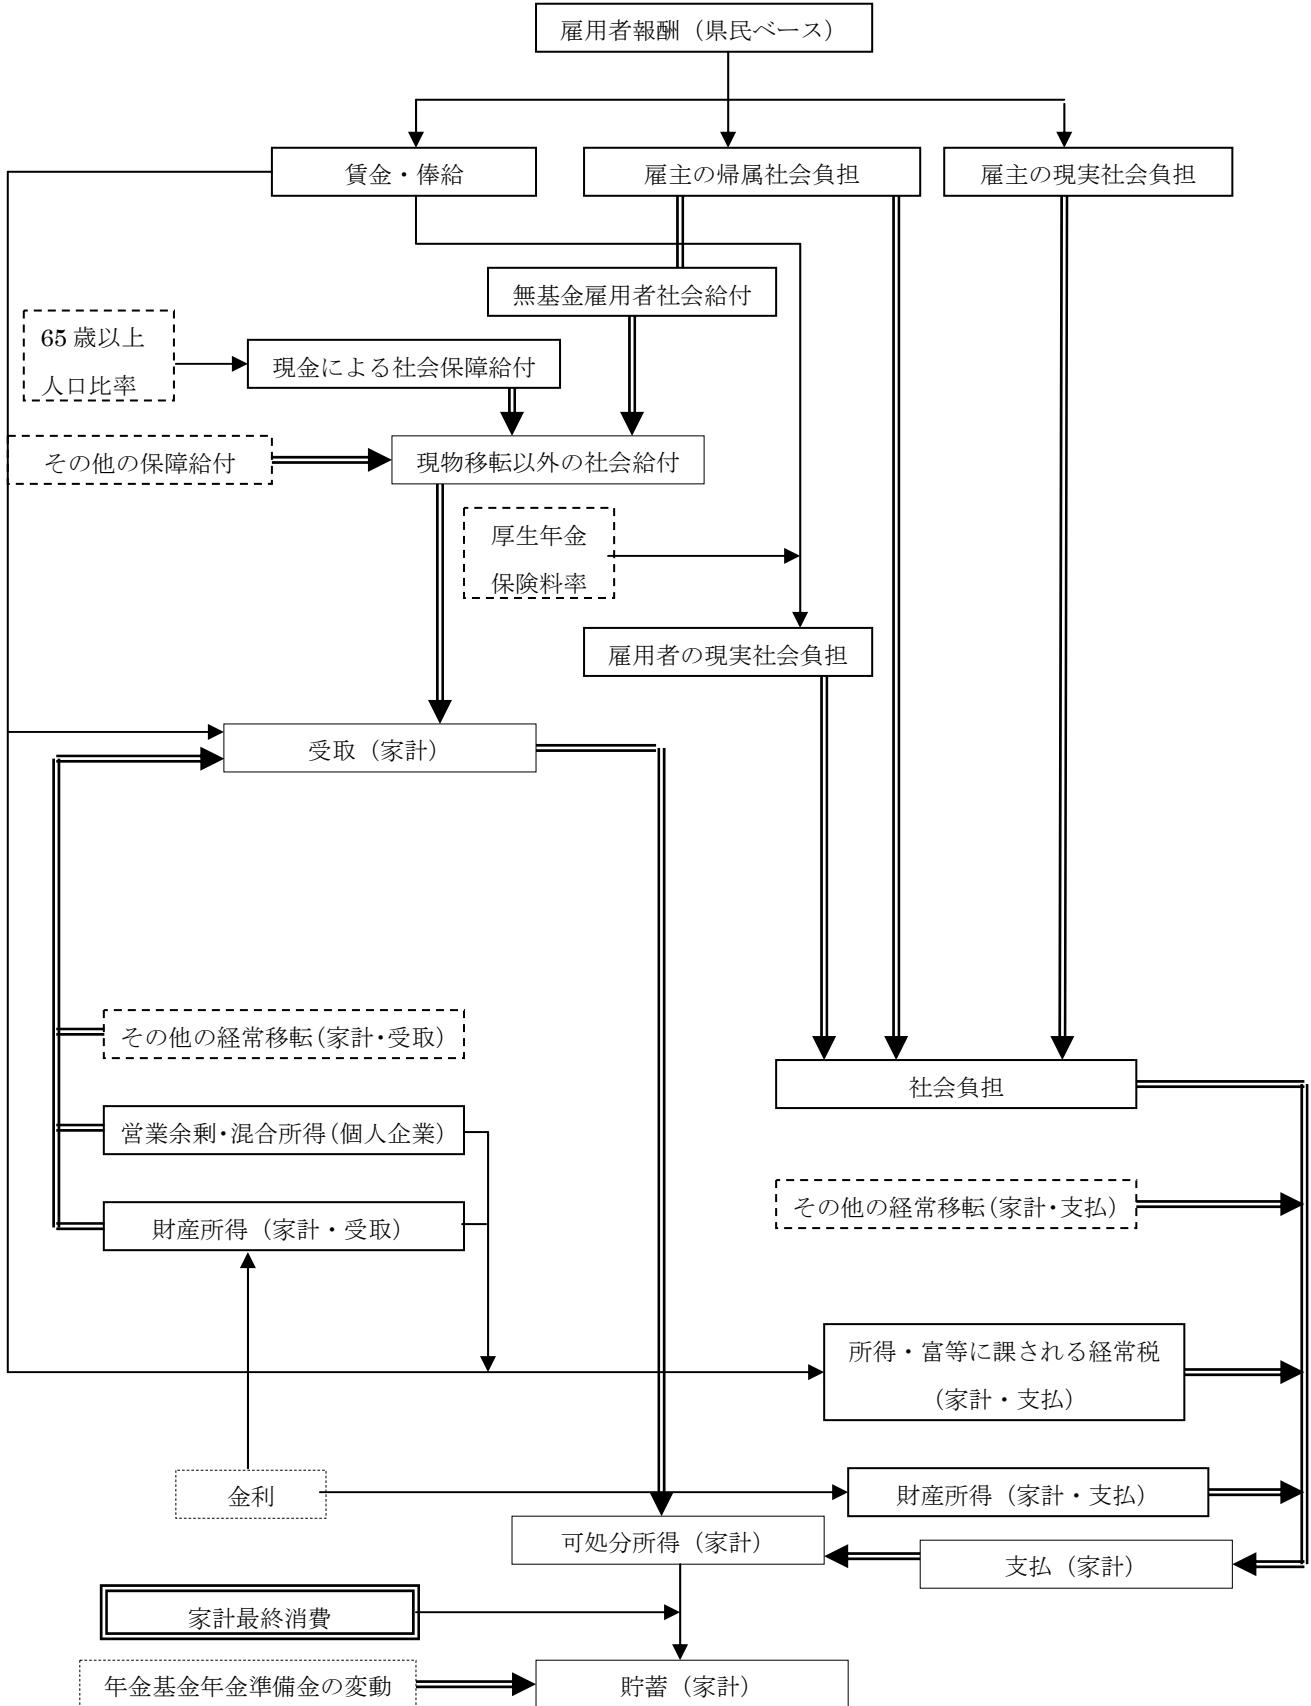 雇用者報酬（県民ベース）
賃金・俸給
雇主の帰属社会負担
雇主の現実社会負担
無基金雇用者社会給付
65 歳以上
人口比率
現金による社会保障給付
その他の保障給付
現物移転以外の社会給付
厚生年金
保険料率
雇用者の現実社会負担
受取（家計）
その他の経常移転(家計・受取)
社会負担
営業余剰・混合所得(個人企業)
その他の経常移転(家計・支払)
財産所得（家計・受取）
所得・富等に課される経常税
（家計・支払）
金利
財産所得（家計・支払）
可処分所得（家計）
支払（家計）
家計最終消費
年金基金年金準備金の変動
貯蓄（家計）